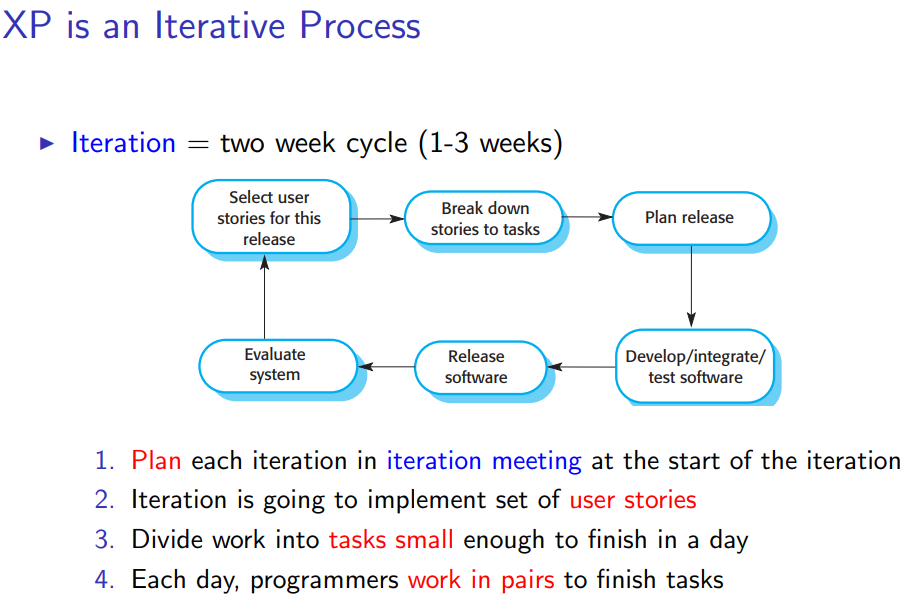 XP is an Iterative Process
► Iteration = two week cycle (1-3 weeks)
Select user
stories for this
release
Break down
stories to tasks
Plan release
Evaluate
system
Release
software
Develop/integrate/
test software
1. Plan each iteration in iteration meeting at the start of the iteration
2. Iteration is going to implement set of user stories
3. Divide work into tasks small enough to finish in a day
4. Each day, programmers work in pairs to finish tasks